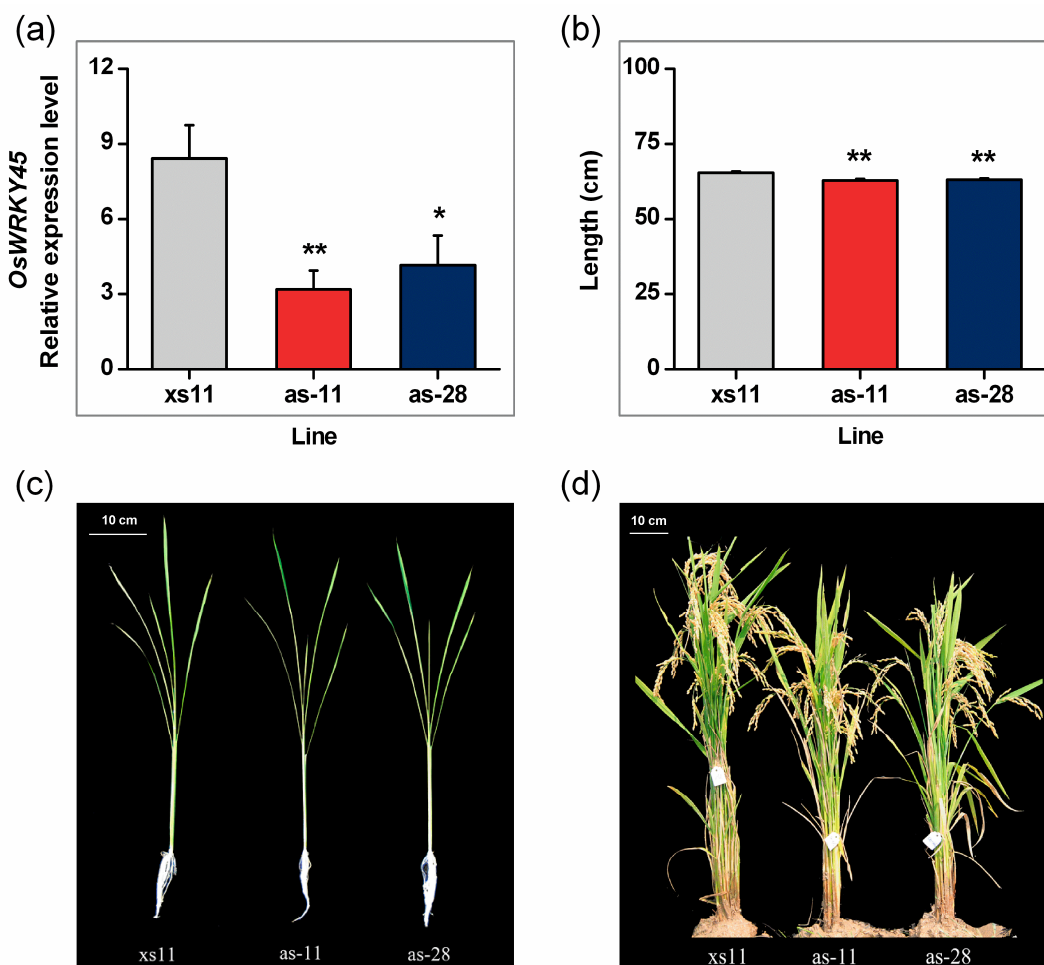 (a)
OsWRKY45
Relative expression level
12
9
6
3
0
**
*
xs11 as-11 as-28
Line
(b)
Length (cm)
100
75
50
25
0
** **
xs11 as-11 as-28
Line
(c)
10 cm
xs11 as-11 as-28
(d)
10 cm
xs11 as-11 as-28